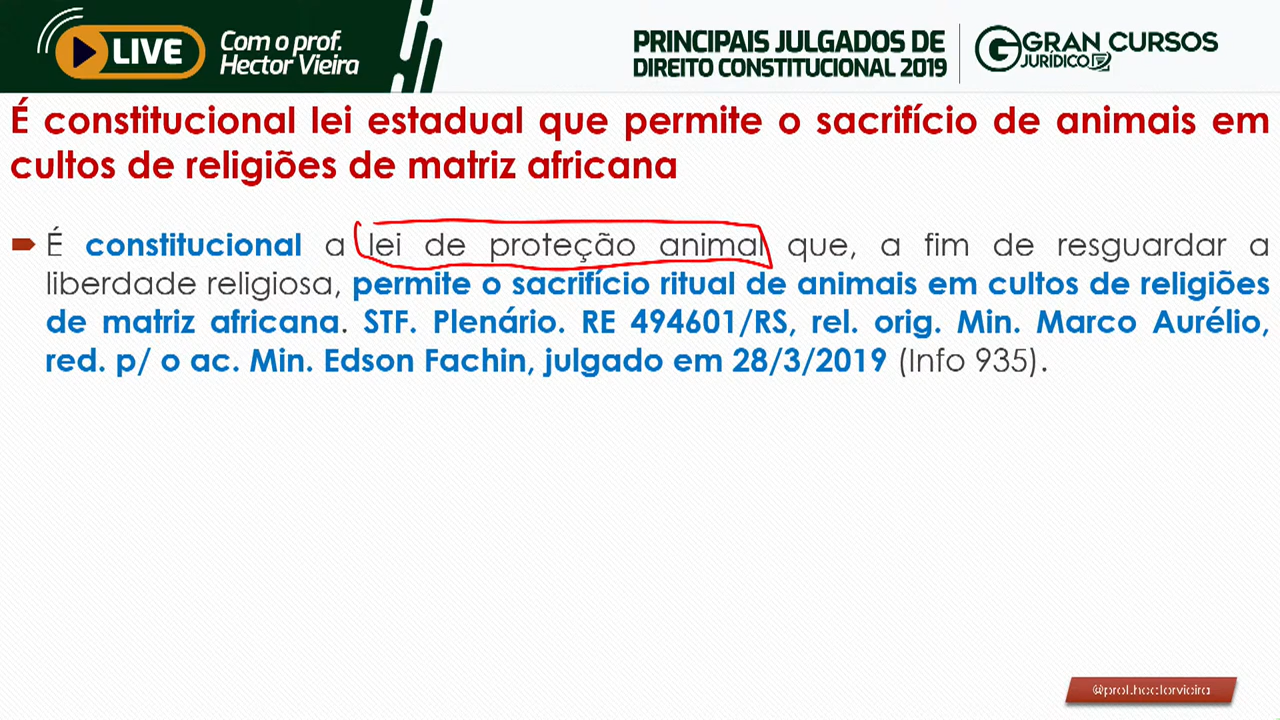 LIVE
Com o prof.
Hector Vieira
PRINCIPAIS JULGADOS DE
DIREITO CONSTITUCIONAL 2019
GRAN CURSOS
JURÍDICO
É constitucional lei estadual que permite o sacrifício de animais em
cultos de religiões de matriz africana
É constitucional a lei de proteção animal que, a fim de resguardar a
liberdade religiosa, permite o sacrifício ritual de animais em cultos de religiões
de matriz africana. STF. Plenário. RE 494601/RS, rel. orig. Min. Marco Aurélio,
red. p/ o ac. Min. Edson Fachin, julgado em 28/3/2019 (Info 935).
@prof.hectorvieira